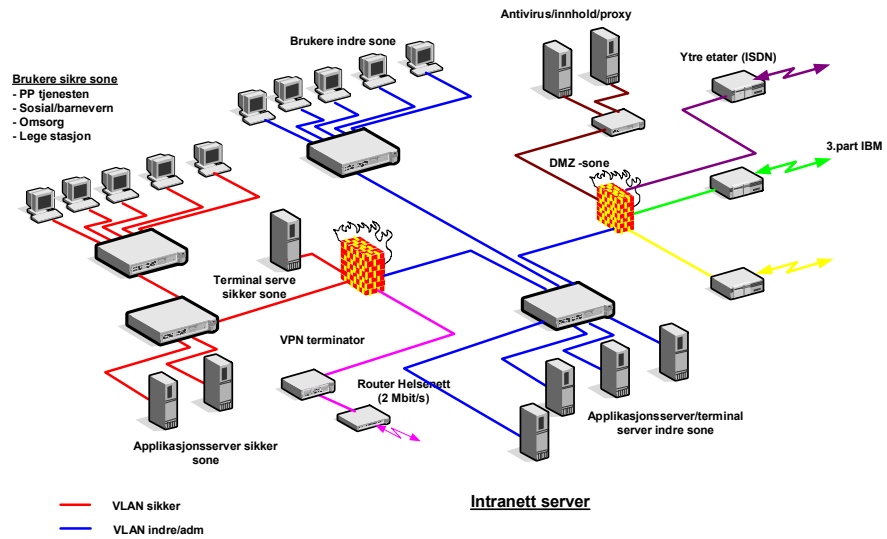 Antivirus/innhold/proxy
Brukere indre sone
Ytre etater (ISDN)
Brukere sikre sone
- PP tjenesten
- Sosial/barnevern
- Omsorg
- Lege stasjon
3.part IBM
DMZ -sone
Terminal serve
sikker sone
VPN terminator
Router Helsenett
(2 Mbit/s)
Applikasjonsserver/terminal
server indre sone
Applikasjonsserver sikker
sone
Intranett server
VLAN sikker
VLAN indre/adm